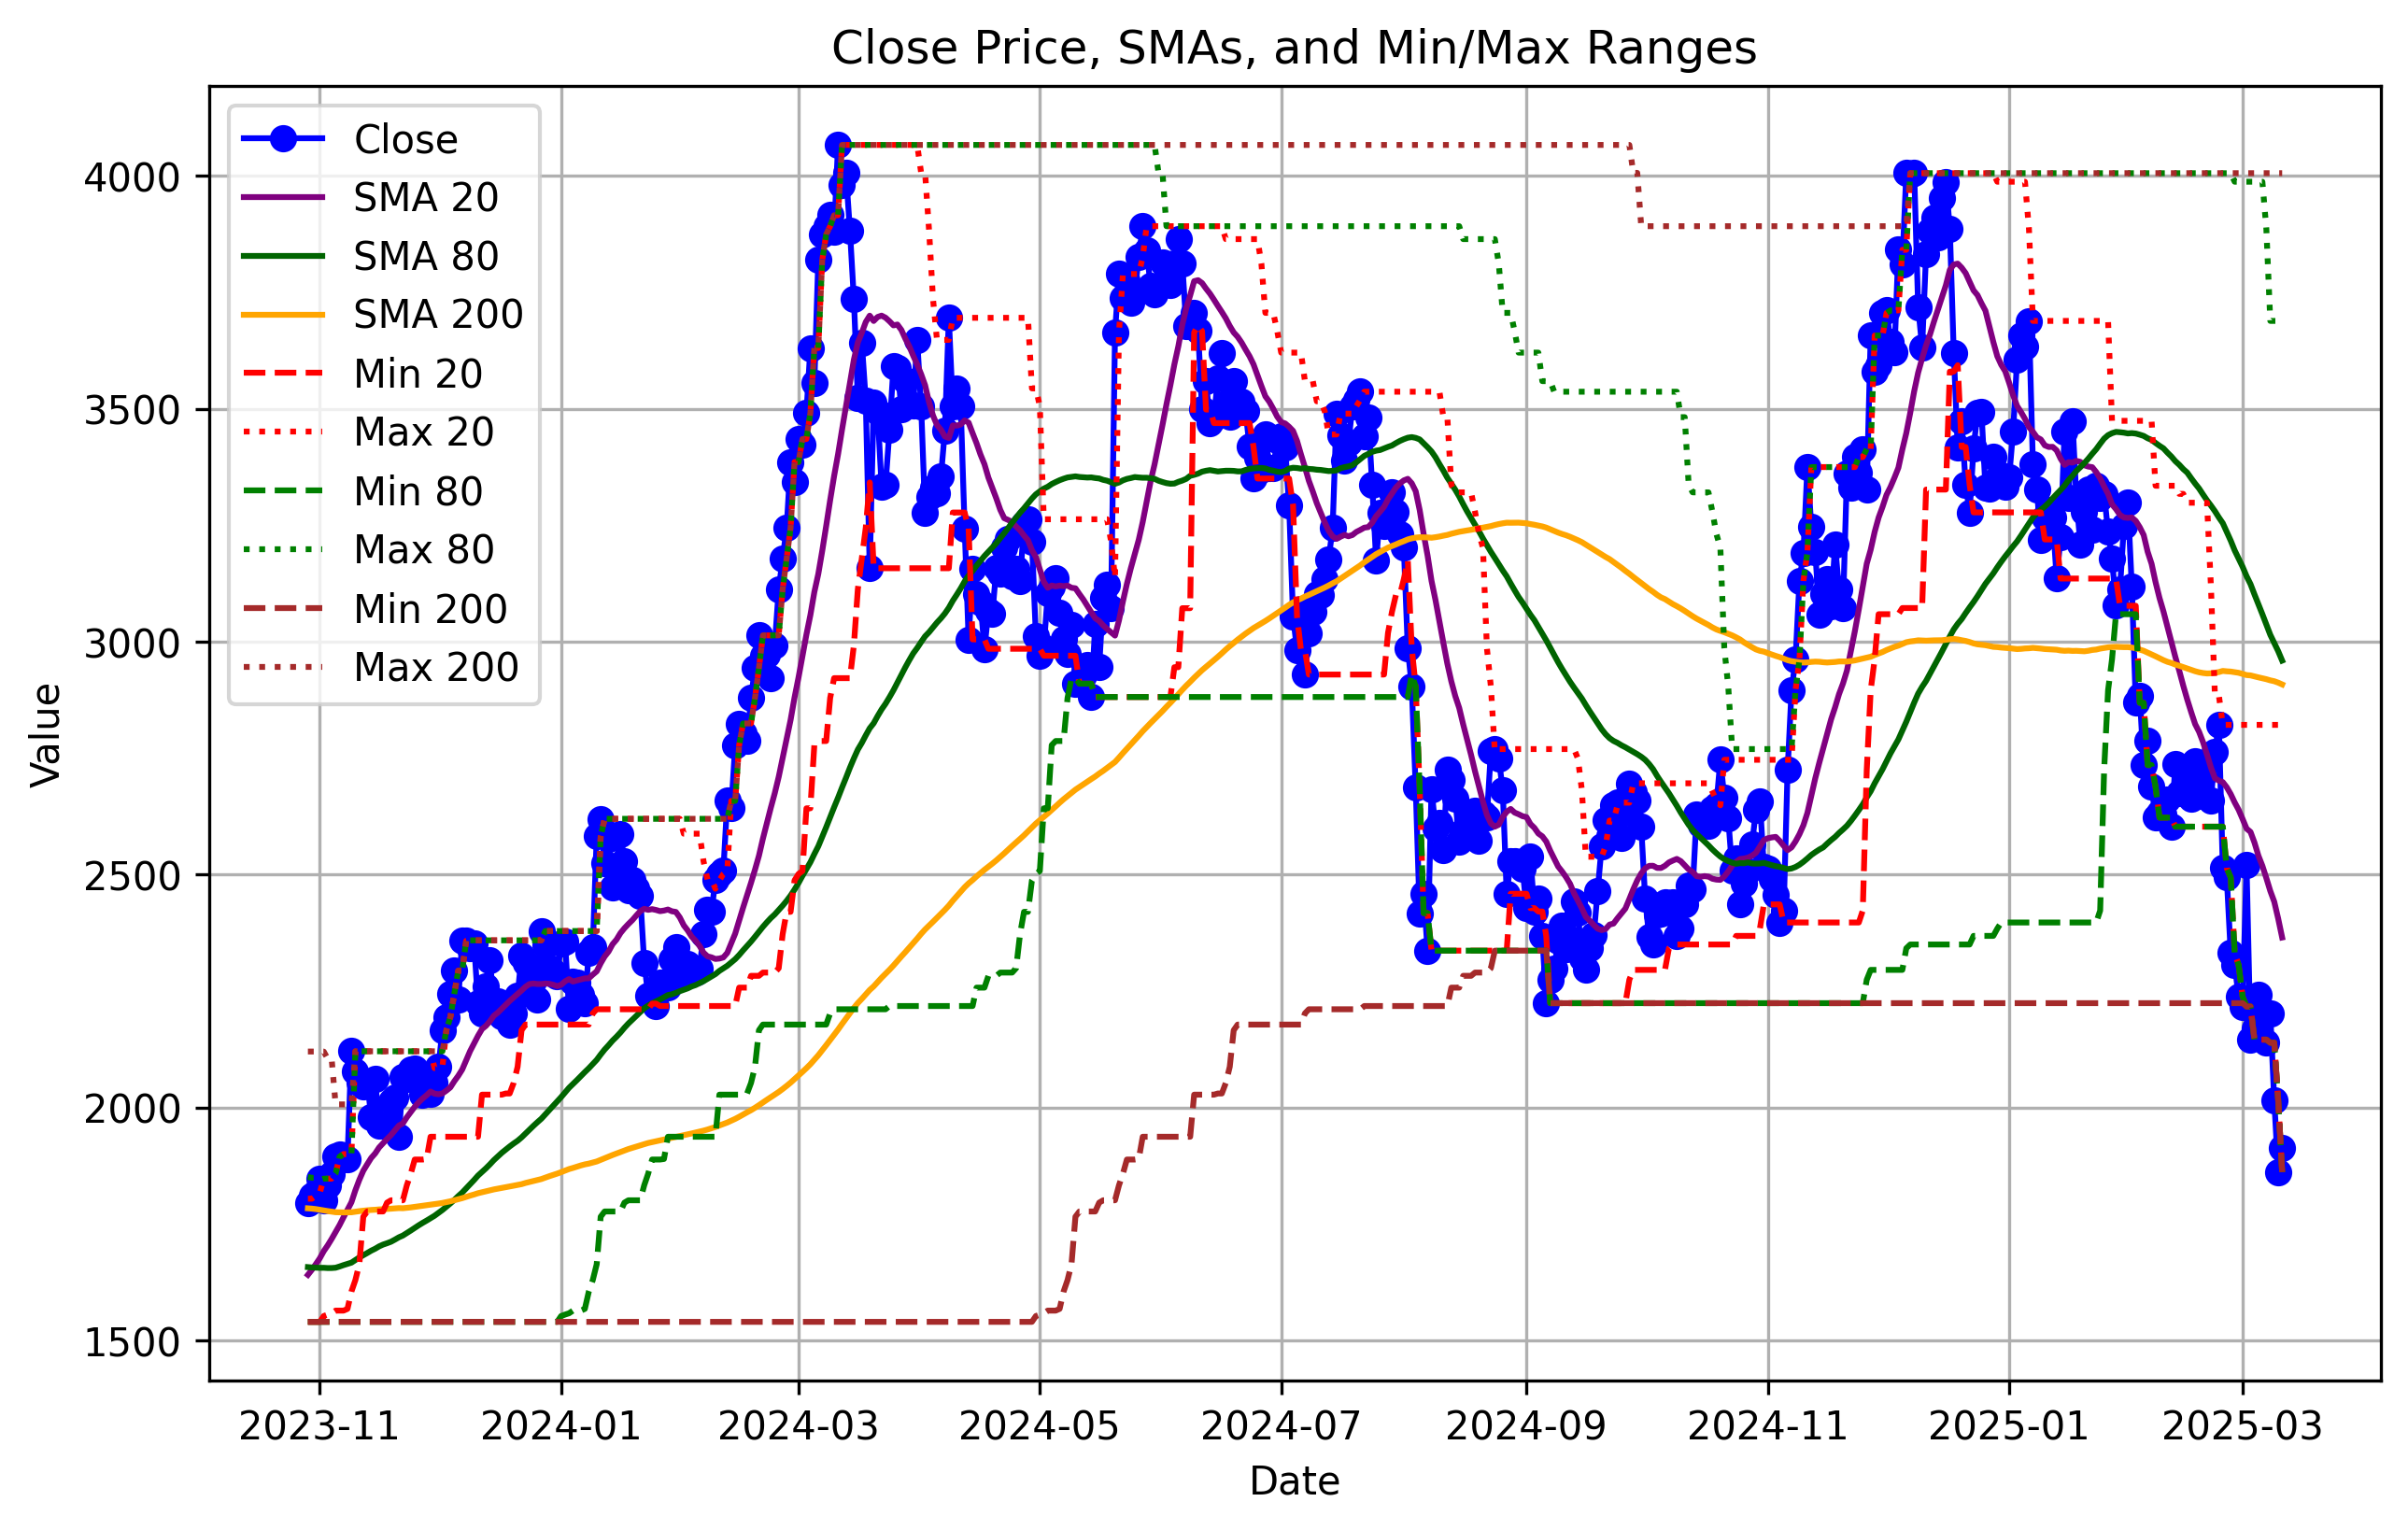 Close Price, SMAs, and Min/Max Ranges
Close
SMA 20
SMA 80
SMA 200
Min 20
Max 20
Min 80
Max 80
Min 200
Max 200
Value
4000
3500
3000
2500
2000
1500
2023-11 2024-01 2024-03 2024-05 2024-07 2024-09 2024-11 2025-01 2025-03
Date